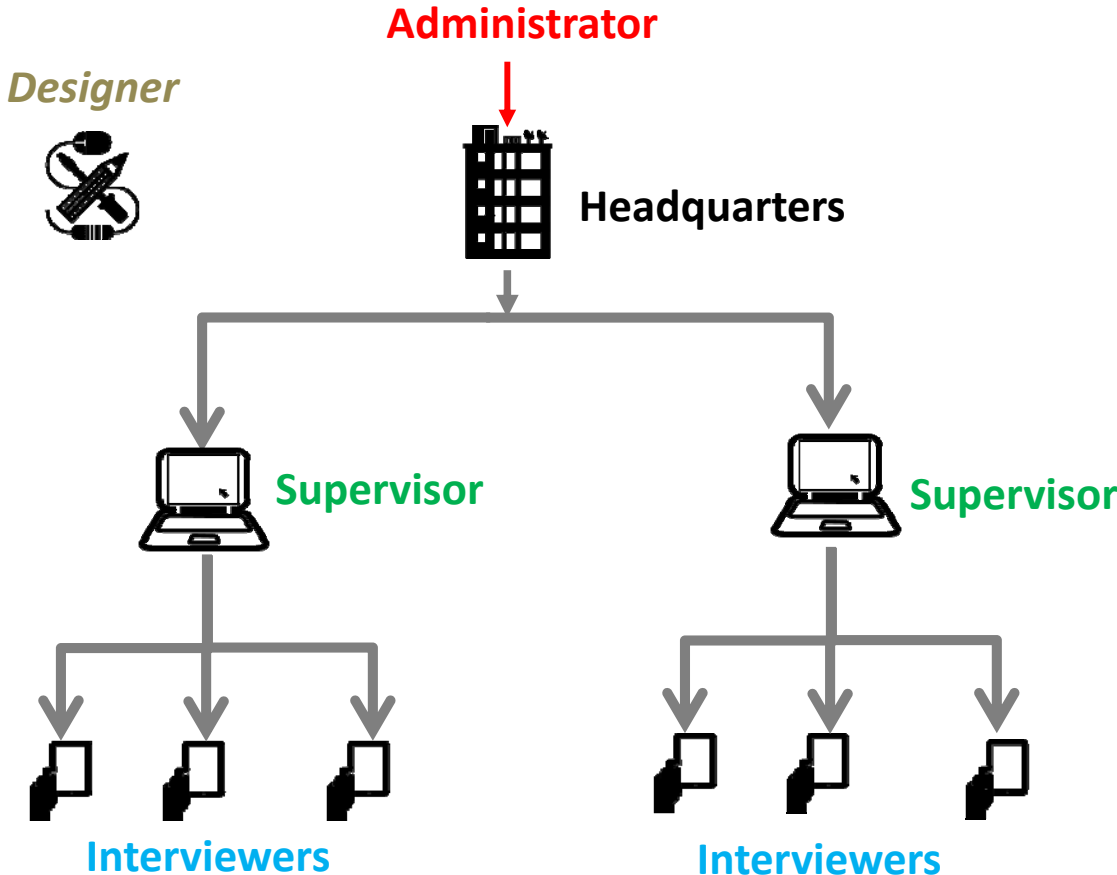 Administrator
Designer
Headquarters
Supervisor
Supervisor
Interviewers
Interviewers